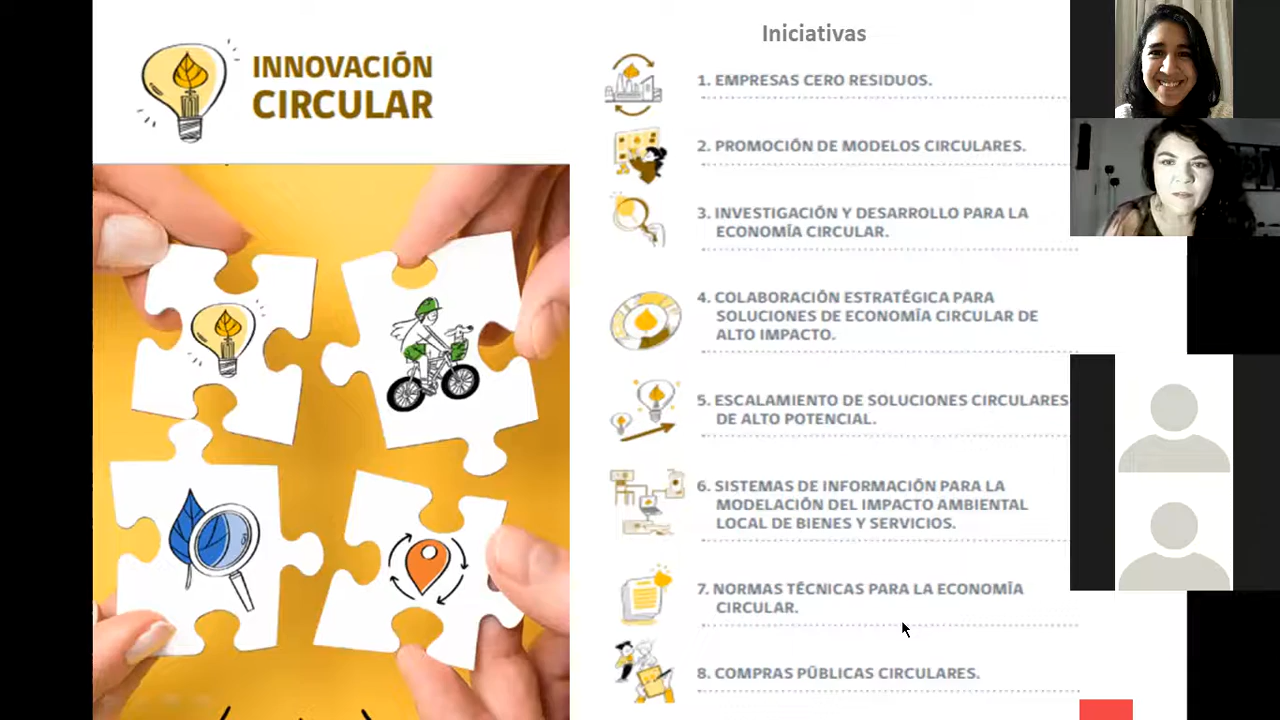 INNOVACIÓN
CIRCULAR
Iniciativas
1. EMPRESAS CERO RESIDUOS.
2. PROMOCIÓN DE MODELOS CIRCULARES.
3. INVESTIGACIÓN Y DESARROLLO PARA LA
ECONOMÍA CIRCULAR.
4. COLABORACIÓN ESTRATÉGICA PARA
SOLUCIONES DE ECONOMÍA CIRCULAR DE
ALTO IMPACTO.
5. ESCALAMIENTO DE SOLUCIONES CIRCULARES
DE ALTO POTENCIAL.
6. SISTEMAS DE INFORMACIÓN PARA LA
MODELACIÓN DEL IMPACTO AMBIENTAL
LOCAL DE BIENES Y SERVICIOS.
7. NORMAS TÉCNICAS PARA LA ECONOMÍA
CIRCULAR.
8. COMPRAS PÚBLICAS CIRCULARES.